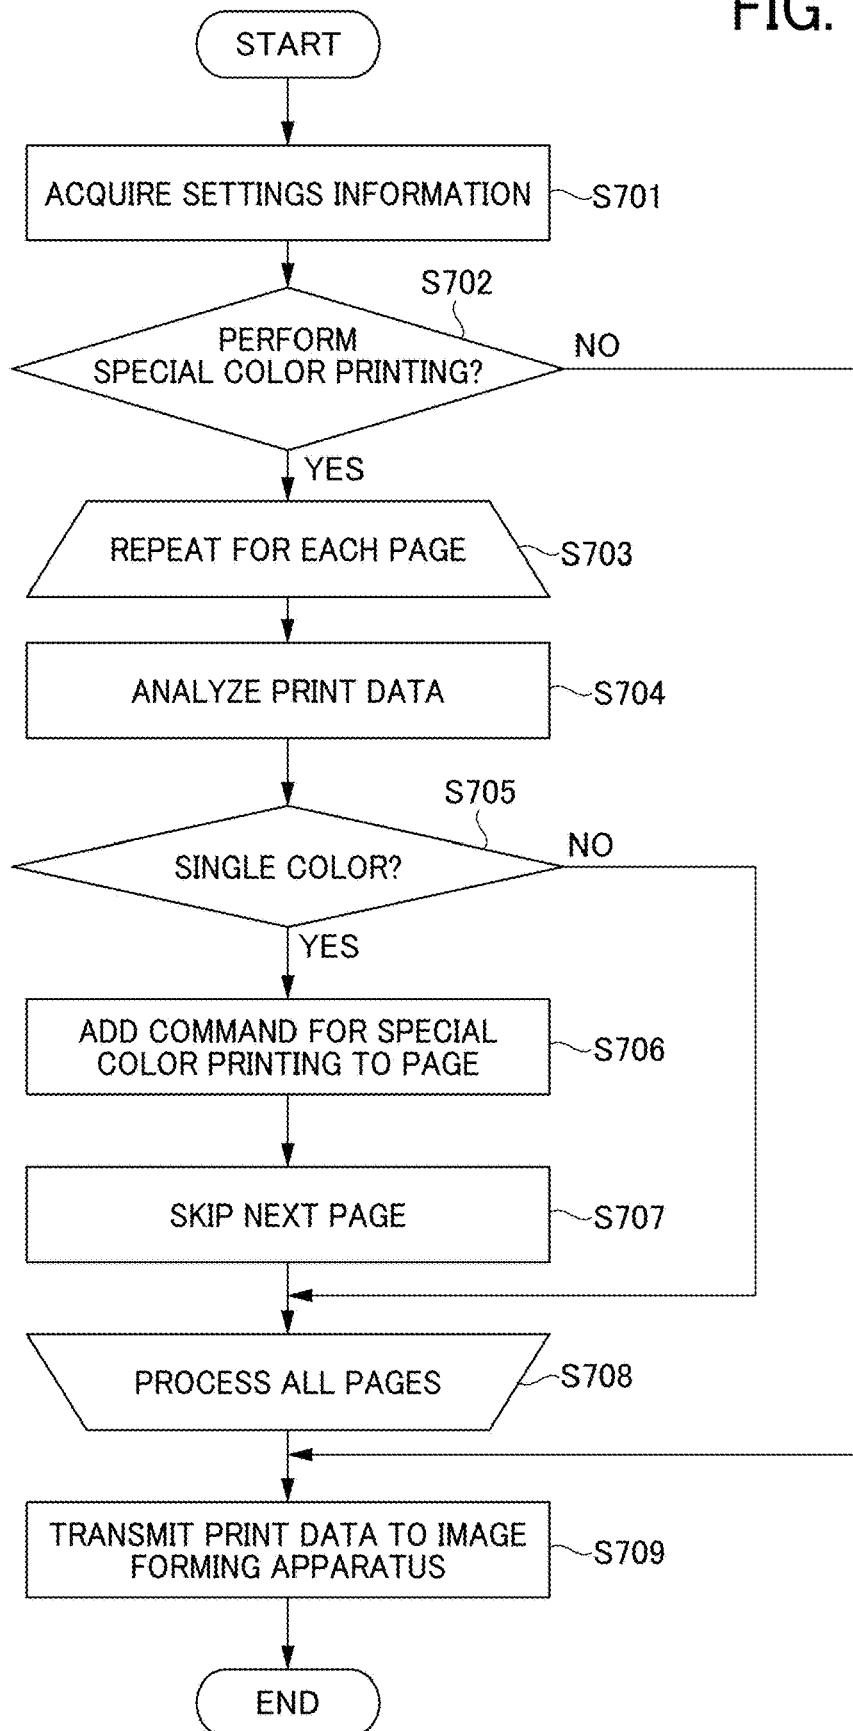 FIG.
START
ACQUIRE SETTINGS INFORMATION
S701
S702
PERFORM
SPECIAL COLOR PRINTING?
NO
YES
REPEAT FOR EACH PAGE
S703
ANALYZE PRINT DATA
S704
S705
SINGLE COLOR?
NO
YES
ADD COMMAND FOR SPECIAL
COLOR PRINTING TO PAGE
S706
SKIP NEXT PAGE
S707
PROCESS ALL PAGES
S708
TRANSMIT PRINT DATA TO IMAGE
FORMING APPARATUS
S709
END